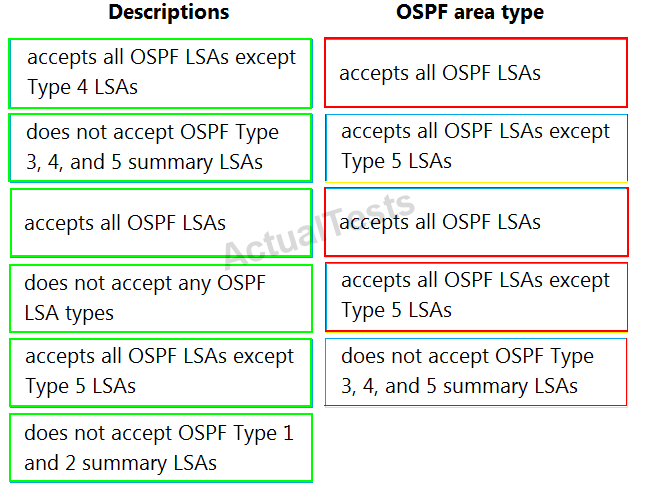 Descriptions
OSPF area type
accepts all OSPF LSAs except
Type 4 LSAs
accepts all OSPF LSAs
does not accept OSPF Type
3, 4, and 5 summary LSAs
accepts all OSPF LSAs except
Type 5 LSAs
accepts all OSPF LSAs
accepts all OSPF LSAs
does not accept any OSPF
LSA types
accepts all OSPF LSAs except
Type 5 LSAs
accepts all OSPF LSAs except
Type 5 LSAs
does not accept OSPF Type
3, 4, and 5 summary LSAs
does not accept OSPF Type 1
and 2 summary LSAs
ActualTests